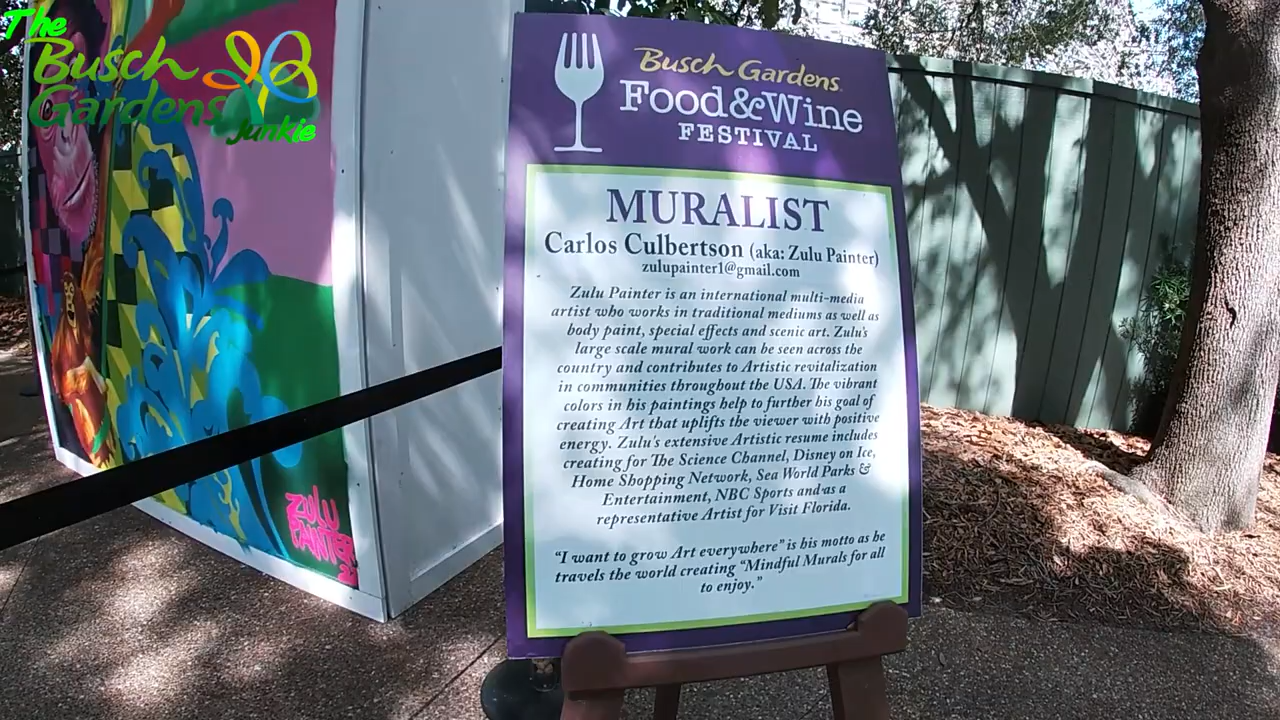 The
Busch
Gardens
Junkie
Busch Gardens
Food&Wine
FESTIVAL
MURALIST
Carlos Culbertson (aka: Zulu Painter)
zulupainter1@gmail.com
Zulu Painter is an international multi-media
artist who works in traditional mediums as well as
body paint, special effects and scenic art. Zulu's
large scale mural work can be seen across the
country and contributes to Artistic revitalization
in communities throughout the USA. The vibrant
colors in his paintings help to further his goal of
creating Art that uplifts the viewer with positive
energy. Zulu's extensive Artistic resume includes
creating for The Science Channel, Disney on Ice,
Home Shopping Network, Sea World Parks &
Entertainment, NBC Sports and as a
representative Artist for Visit Florida.
"I want to grow Art everywhere" is his motto as he
travels the world creating "Mindful Murals for all
to enjoy."
ZULU
PAINTER